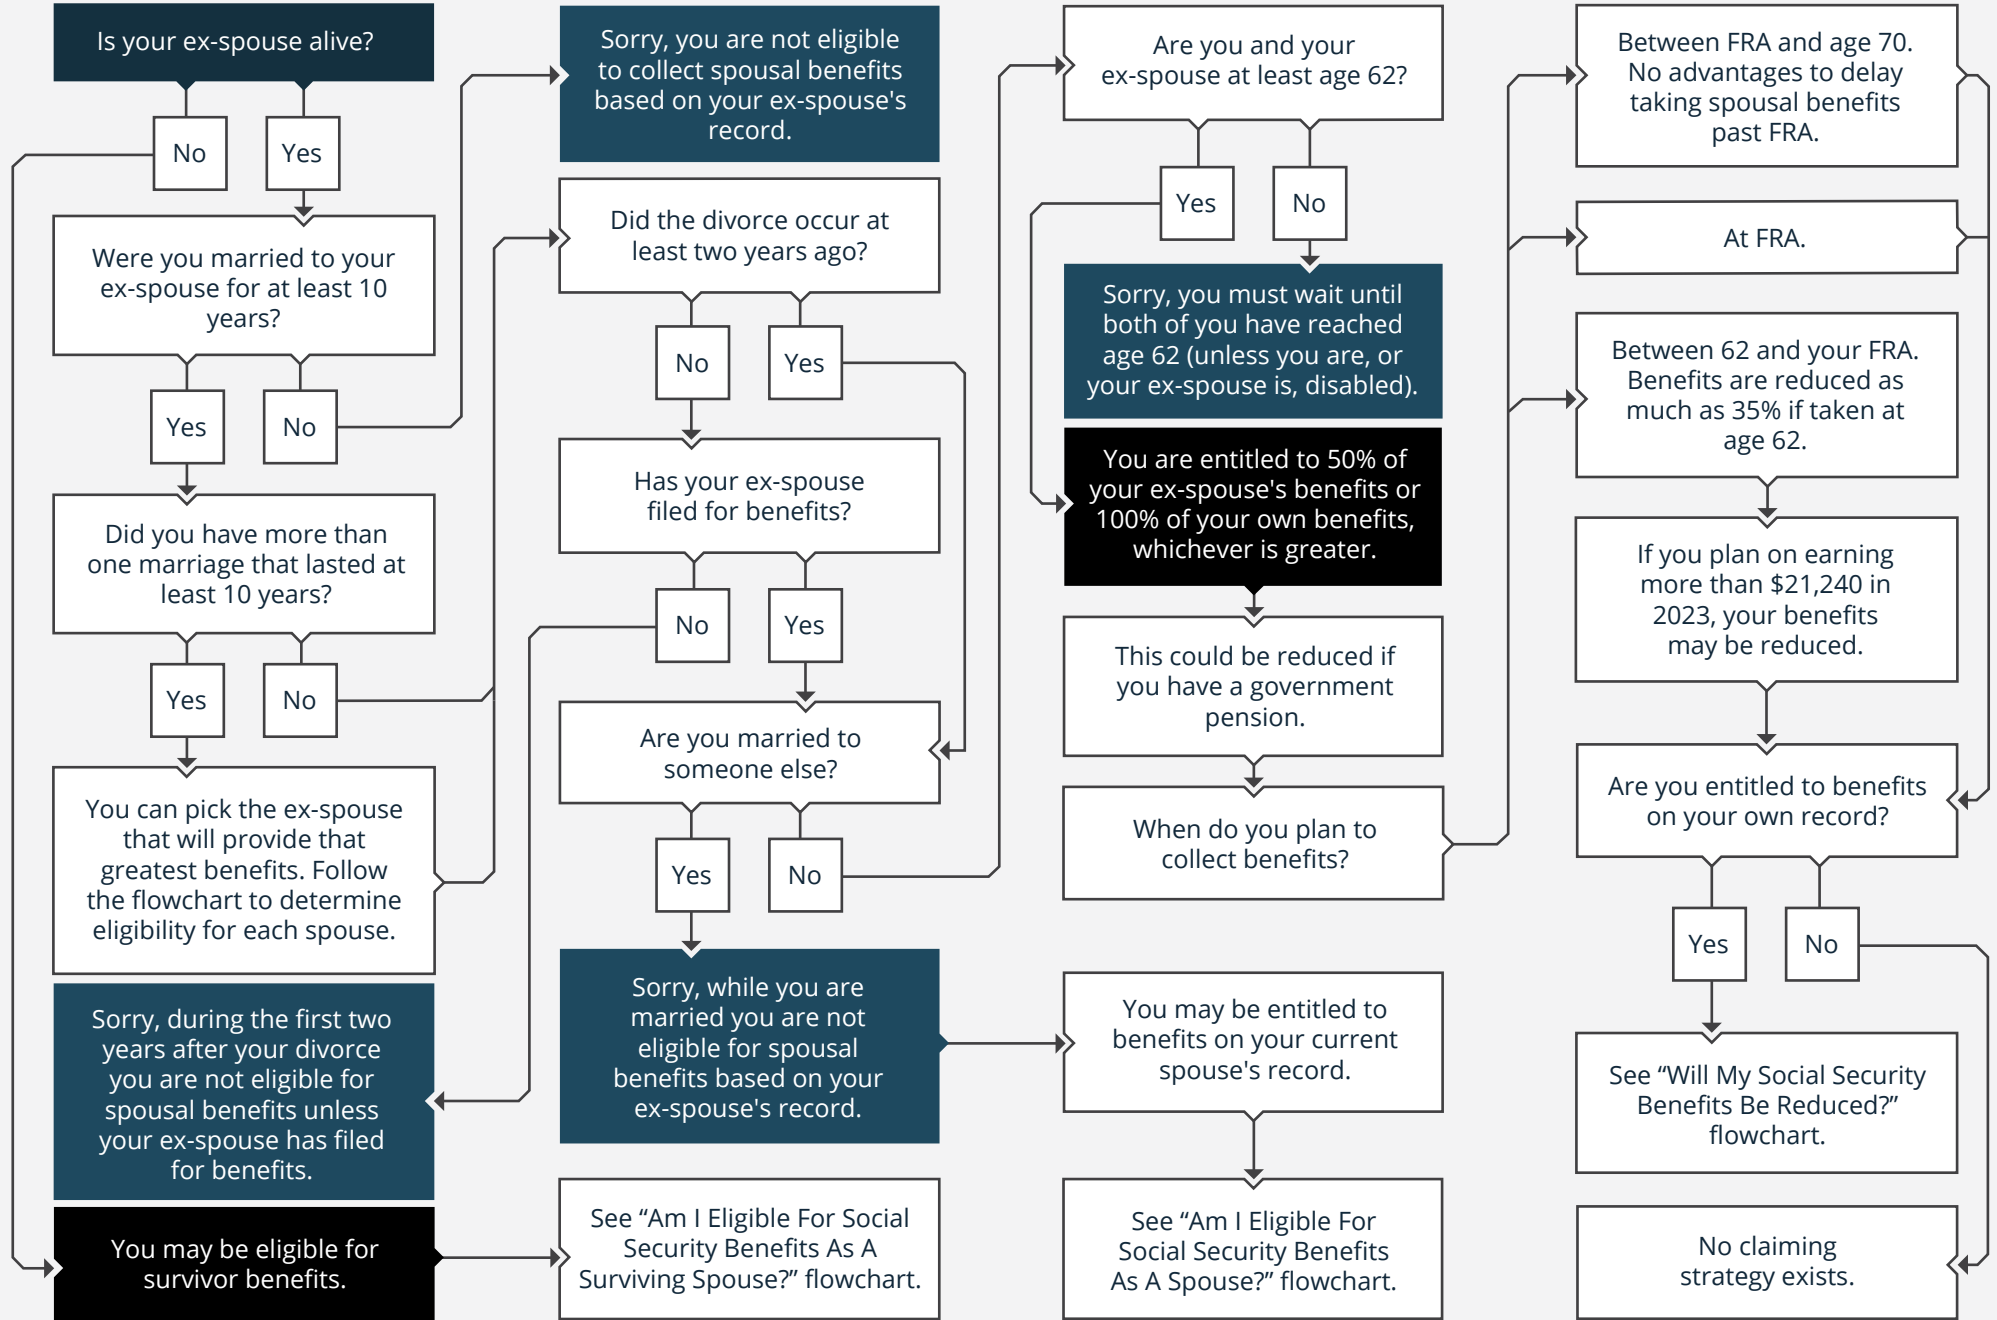 Is your ex-spouse alive?
No
Yes
Were you married to your
ex-spouse for at least 10
years?
Yes
No
Did you have more than
one marriage that lasted at
least 10 years?
Yes
No
You can pick the ex-spouse
that will provide that
greatest benefits. Follow
the flowchart to determine
eligibility for each spouse.
Sorry, during the first two
years after your divorce
you are not eligible for
spousal benefits unless
your ex-spouse has filed
for benefits.
You may be eligible for
survivor benefits.
Sorry, you are not eligible
to collect spousal benefits
based on your ex-spouse's
record.
Did the divorce occur at
least two years ago?
No
Yes
Has your ex-spouse
filed for benefits?
No
Yes
Are you married to
someone else?
Yes
No
Sorry, while you are
married you are not
eligible for spousal
benefits based on your
ex-spouse's record.
See “Am I Eligible For Social
Security Benefits As A
Surviving Spouse?” flowchart.
Are you and your
ex-spouse at least age 62?
Yes
No
Sorry, you must wait until
both of you have reached
age 62 (unless you are, or
your ex-spouse is, disabled).
You are entitled to 50% of
your ex-spouse's benefits or
100% of your own benefits,
whichever is greater.
This could be reduced if
you have a government
pension.
When do you plan to
collect benefits?
You may be entitled to
benefits on your current
spouse's record.
See “Am I Eligible For
Social Security Benefits
As A Spouse?” flowchart.
Between FRA and age 70.
No advantages to delay
taking spousal benefits
past FRA.
At FRA.
Between 62 and your FRA.
Benefits are reduced as
much as 35% if taken at
age 62.
If you plan on earning
more than $21,240 in
2023, your benefits
may be reduced.
Are you entitled to benefits
on your own record?
Yes
No
See “Will My Social Security
Benefits Be Reduced?”
flowchart.
No claiming
strategy exists.